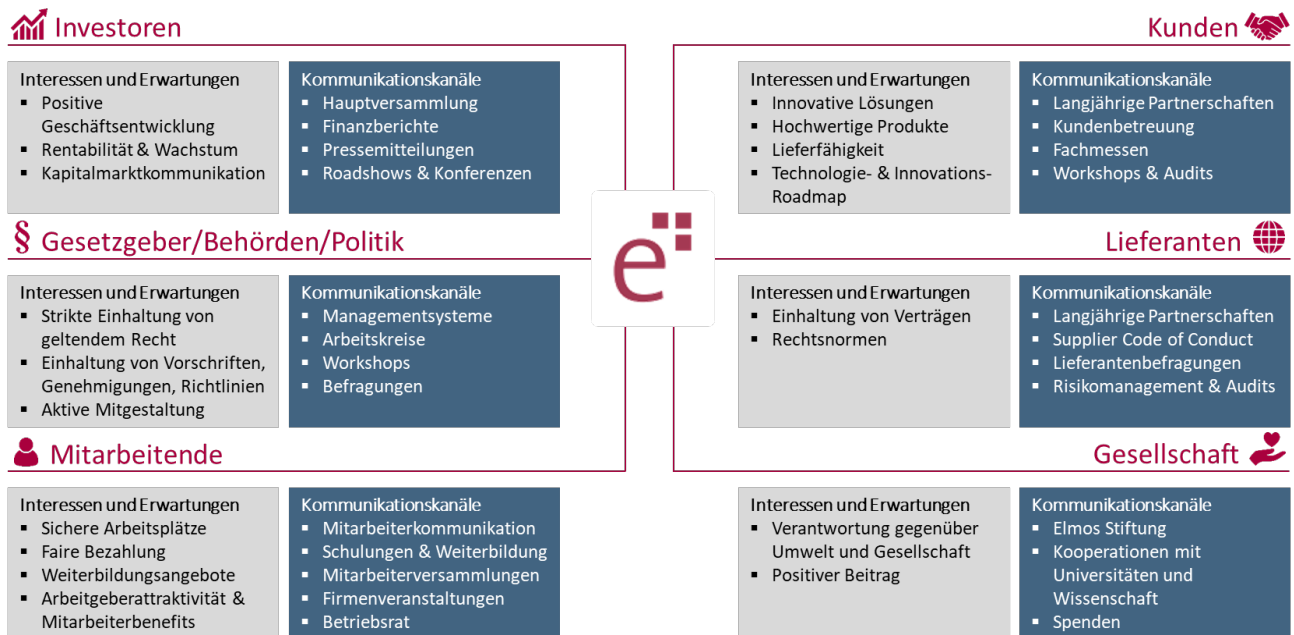 Investoren
Interessen und Erwartungen
▪ Positive
Geschäftsentwicklung
▪ Rentabilität & Wachstum
▪ Kapitalmarktkommunikation
Kommunikationskanäle
▪ Hauptversammlung
▪ Finanzberichte
▪ Pressemitteilungen
▪ Roadshows & Konferenzen
Kunden
Interessen und Erwartungen
▪ Innovative Lösungen
▪ Hochwertige Produkte
▪ Lieferfähigkeit
▪ Technologie- & Innovations-
Roadmap
Kommunikationskanäle
▪ Langjährige Partnerschaften
▪ Kundenbetreuung
▪ Fachmessen
▪ Workshops & Audits
e
§ Gesetzgeber/Behörden/Politik
Interessen und Erwartungen
▪ Strikte Einhaltung von
geltendem Recht
▪ Einhaltung von Vorschriften,
Genehmigungen, Richtlinien
▪ Aktive Mitgestaltung
Kommunikationskanäle
▪ Managementsysteme
▪ Arbeitskreise
▪ Workshops
▪ Befragungen
Lieferanten
Interessen und Erwartungen
▪ Einhaltung von Verträgen
▪ Rechtsnormen
Kommunikationskanäle
▪ Langjährige Partnerschaften
▪ Supplier Code of Conduct
▪ Lieferantenbefragungen
▪ Risikomanagement & Audits
Mitarbeitende
Interessen und Erwartungen
▪ Sichere Arbeitsplätze
▪ Faire Bezahlung
▪ Weiterbildungsangebote
▪ Arbeitgeberattraktivität &
Mitarbeiterbenefits
Kommunikationskanäle
▪ Mitarbeiterkommunikation
▪ Schulungen & Weiterbildung
▪ Mitarbeiterversammlungen
▪ Firmenveranstaltungen
▪ Betriebsrat
Gesellschaft
Interessen und Erwartungen
▪ Verantwortung gegenüber
Umwelt und Gesellschaft
▪ Positiver Beitrag
Kommunikationskanäle
▪ Elmos Stiftung
▪ Kooperationen mit
Universitäten und
Wissenschaft
▪ Spenden